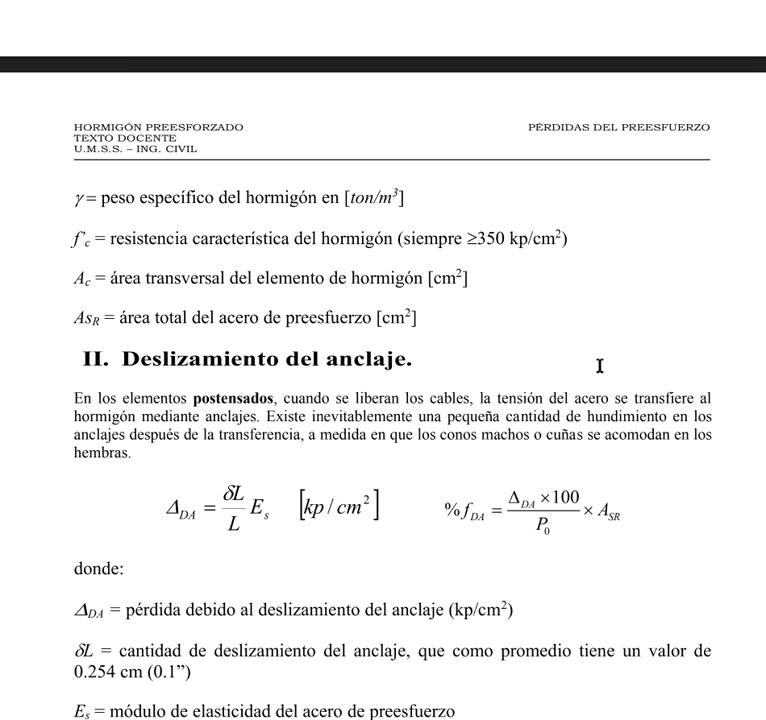 HORMIGÓN PREESFORZADO
PÉRDIDAS DEL PREESFUERZO
TEXTO DOCENTE
U.M.S.S. – ING. CIVIL
γ = peso específico del hormigón en [ton/m³]
f'c = resistencia característica del hormigón (siempre ≥350 kp/cm²)
Ac = área transversal del elemento de hormigón [cm²]
AsR = área total del acero de preesfuerzo [cm²]
II. Deslizamiento del anclaje.
En los elementos postensados, cuando se liberan los cables, la tensión del acero se transfiere al
hormigón mediante anclajes. Existe inevitablemente una pequeña cantidad de hundimiento en los
anclajes después de la transferencia, a medida en que los conos machos o cuñas se acomodan en los
hembras.
ΔDA = δL/L Es [kp/cm²] %fDA = ΔDA ×100/P0 × ASR
donde:
ΔDA = pérdida debido al deslizamiento del anclaje (kp/cm²)
δL = cantidad de deslizamiento del anclaje, que como promedio tiene un valor de
0.254 cm (0.1”)
Es = módulo de elasticidad del acero de preesfuerzo